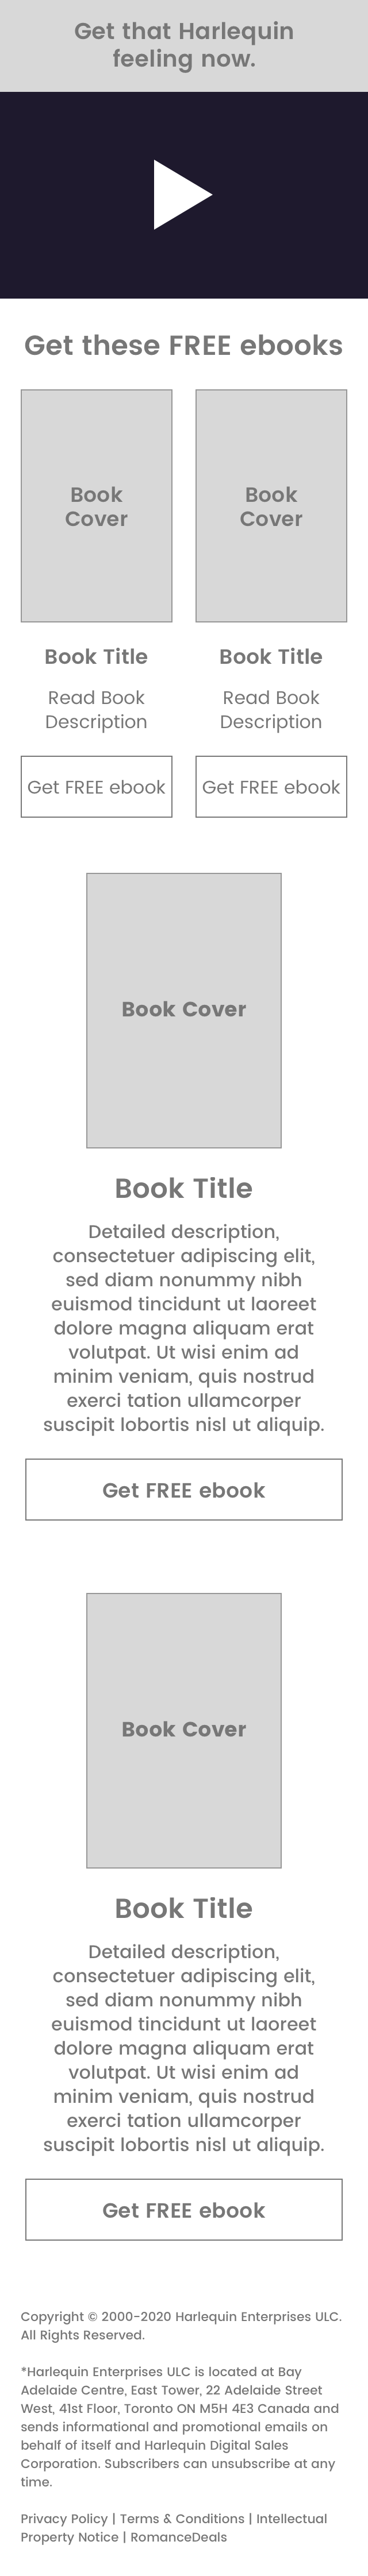 Get that Harlequin
feeling now.
Get these FREE ebooks
Book
Cover
Book
Cover
Book Title
Book Title
Read Book
Description
Read Book
Description
Get FREE ebook
Get FREE ebook
Book Cover
Book Title
Detailed description,
consectetuer adipiscing elit,
sed diam nonummy nibh
euismod tincidunt ut laoreet
dolore magna aliquam erat
volutpat. Ut wisi enim ad
minim veniam, quis nostrud
exerci tation ullamcorper
suscipit lobortis nisl ut aliquip.
Get FREE ebook
Book Cover
Book Title
Detailed description,
consectetuer adipiscing elit,
sed diam nonummy nibh
euismod tincidunt ut laoreet
dolore magna aliquam erat
volutpat. Ut wisi enim ad
minim veniam, quis nostrud
exerci tation ullamcorper
suscipit lobortis nisl ut aliquip.
Get FREE ebook
Copyright © 2000-2020 Harlequin Enterprises ULC.
All Rights Reserved.
*Harlequin Enterprises ULC is located at Bay
Adelaide Centre, East Tower, 22 Adelaide Street
West, 41st Floor, Toronto ON M5H 4E3 Canada and
sends informational and promotional emails on
behalf of itself and Harlequin Digital Sales
Corporation. Subscribers can unsubscribe at any
time.
Privacy Policy | Terms & Conditions | Intellectual
Property Notice | RomanceDeals